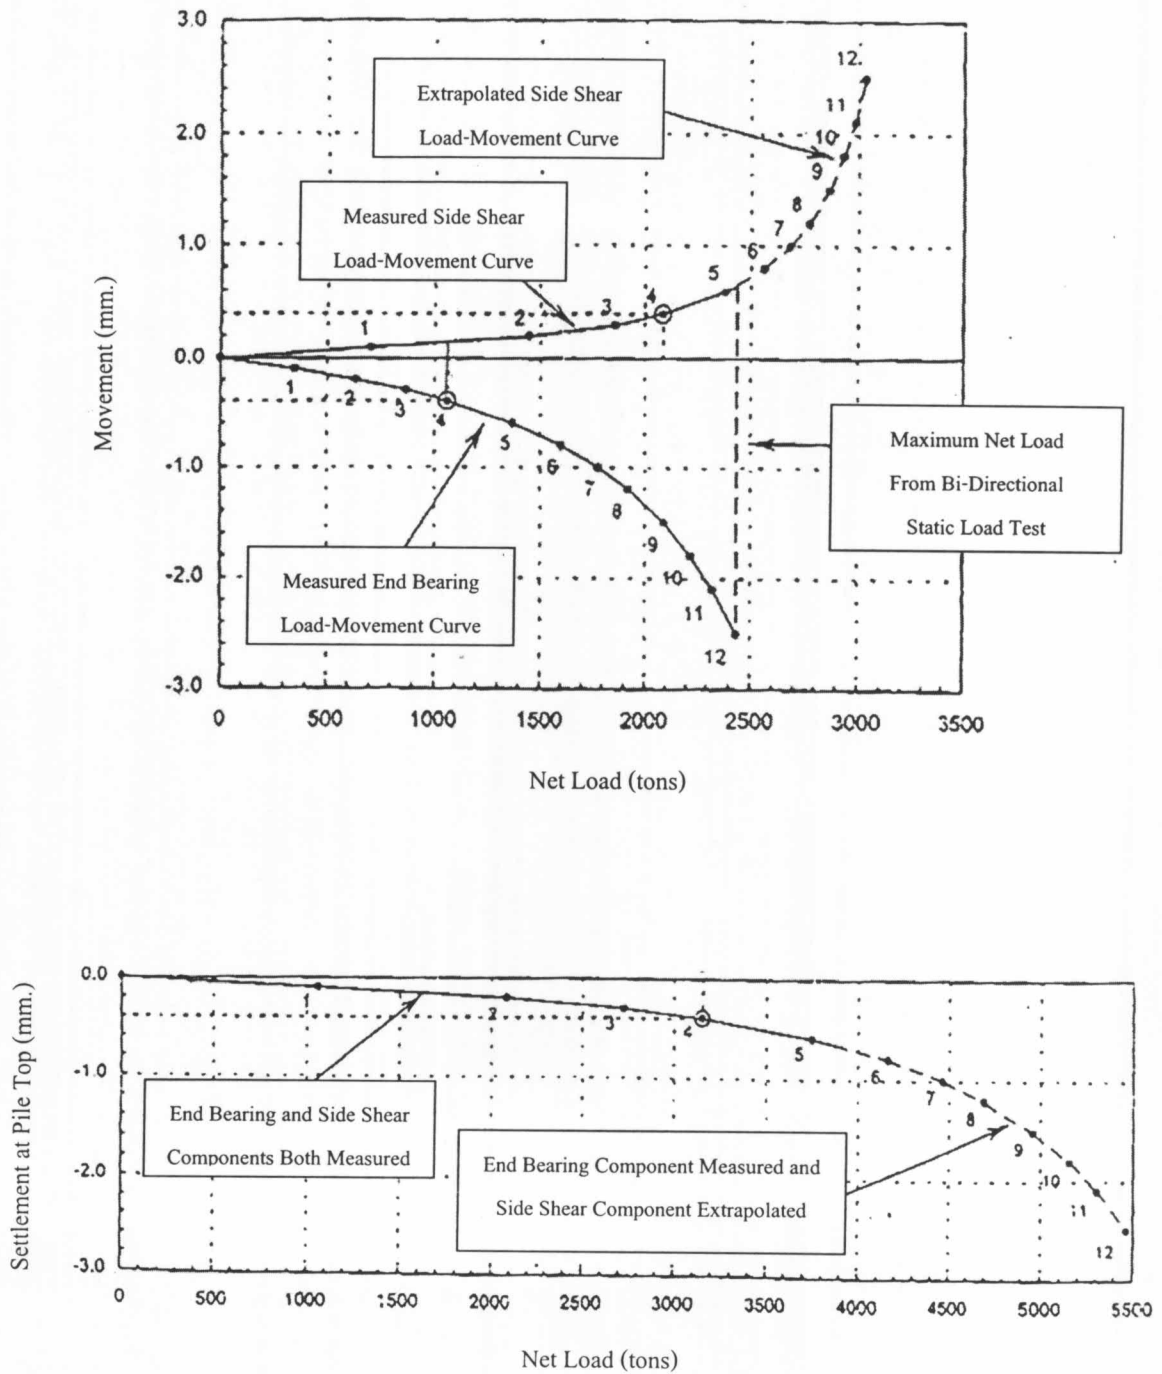 3.0
2.0
1.0
0.0
-1.0
-2.0
-3.0
Movement (mm.)
Extrapolated Side Shear
Load-Movement Curve
Measured Side Shear
Load-Movement Curve
1
2
3
4
5
6
7
8
9
10
11
12.
1
2
3
4
5
6
7
8
9
10
11
12
Maximum Net Load
From Bi-Directional
Static Load Test
Measured End Bearing
Load-Movement Curve
0 500 1000 1500 2000 2500 3000 3500
Net Load (tons)
0.0
-1.0
-2.0
-3.0
Settlement at Pile Top (mm.)
1
2
3
4
5
6
7
8
9
10
11
12
End Bearing and Side Shear
Components Both Measured
End Bearing Component Measured and
Side Shear Component Extrapolated
0 500 1000 1500 2000 2500 3000 3500 4000 4500 5000 5500
Net Load (tons)